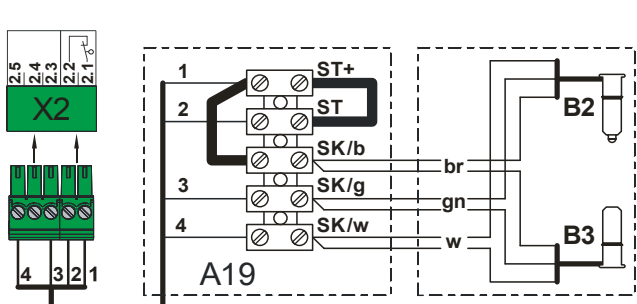 2.5
2.4
2.3
2.2
2.1
X2
4 3 2 1
1 ST+
2 ST
SK/b
3 SK/g
4 SK/w
A19
br
gn
w
B2
B3